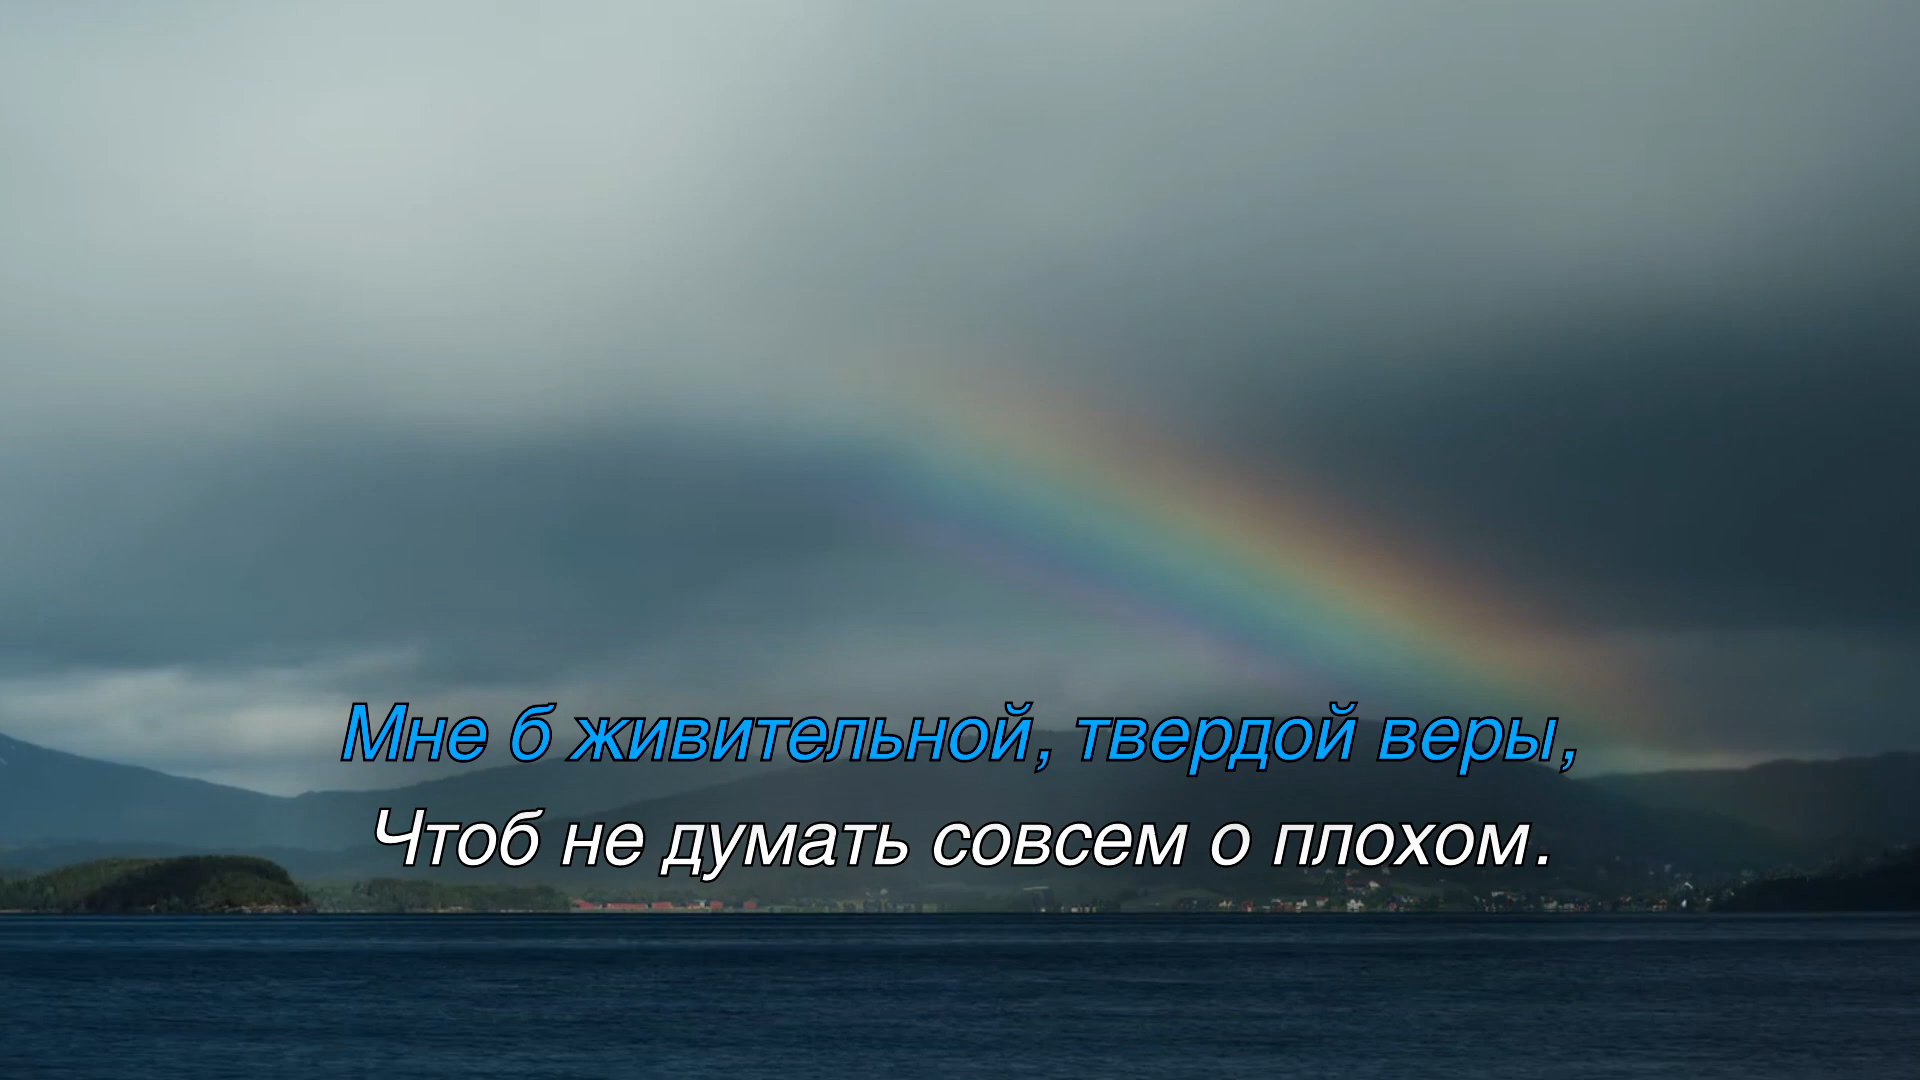 Мне б живительной, твердой веры,
Чтоб не думать совсем о плохом.